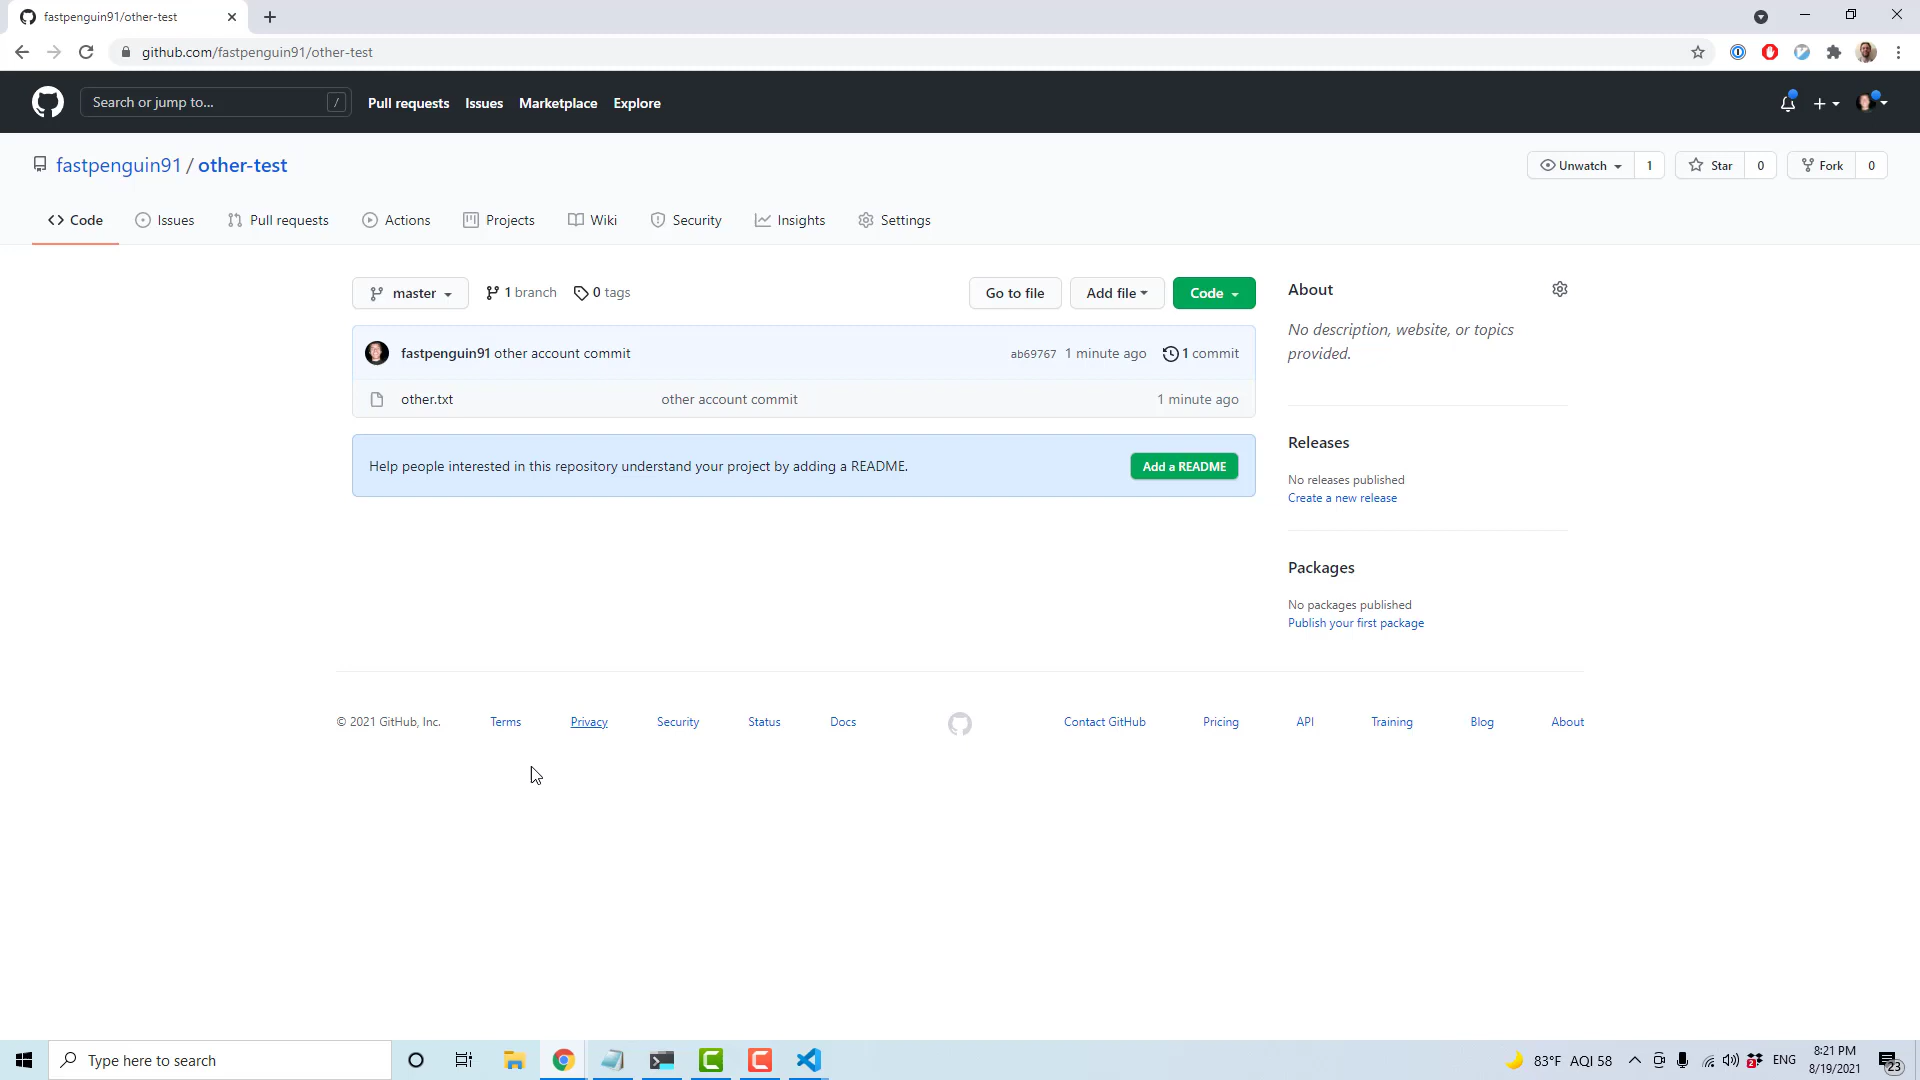 fastpenguin91/other-test
github.com/fastpenguin91/other-test
Search or jump to...
/
Pull requests
Issues
Marketplace
Explore
fastpenguin91 / other-test
Unwatch
1
Star
0
Fork
0
Code
Issues
Pull requests
Actions
Projects
Wiki
Security
Insights
Settings
master
1 branch
0 tags
Go to file
Add file
Code
About
No description, website, or topics
provided.
fastpenguin91 other account commit
ab69767
1 minute ago
1 commit
other.txt
other account commit
1 minute ago
Help people interested in this repository understand your project by adding a README.
Add a README
Releases
No releases published
Create a new release
Packages
No packages published
Publish your first package
© 2021 GitHub, Inc.
Terms
Privacy
Security
Status
Docs
Contact GitHub
Pricing
API
Training
Blog
About
Type here to search
83°F AQI 58
2
ENG
8:21 PM
8/19/2021
23